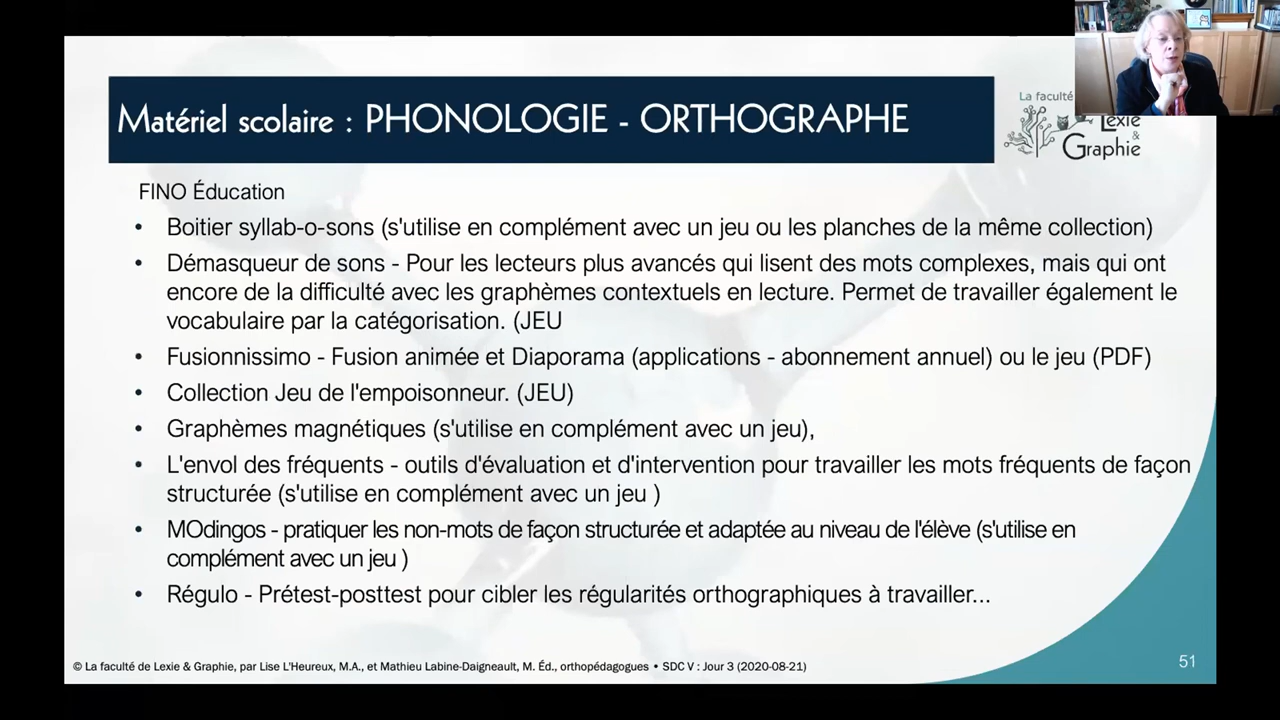 Matériel scolaire : PHONOLOGIE - ORTHOGRAPHE
La faculté
Lexie
&
Graphie
FINO Éducation
• Boitier syllab-o-sons (s'utilise en complément avec un jeu ou les planches de la même collection)
• Démasqueur de sons - Pour les lecteurs plus avancés qui lisent des mots complexes, mais qui ont
encore de la difficulté avec les graphèmes contextuels en lecture. Permet de travailler également le
vocabulaire par la catégorisation. (JEU
• Fusionnissimo - Fusion animée et Diaporama (applications - abonnement annuel) ou le jeu (PDF)
• Collection Jeu de l'empoisonneur. (JEU)
• Graphèmes magnétiques (s'utilise en complément avec un jeu),
• L'envol des fréquents - outils d'évaluation et d'intervention pour travailler les mots fréquents de façon
structurée (s'utilise en complément avec un jeu )
• MOdingos - pratiquer les non-mots de façon structurée et adaptée au niveau de l'élève (s'utilise en
complément avec un jeu )
• Régulo - Prétest-posttest pour cibler les régularités orthographiques à travailler...
© La faculté de Lexie & Graphie, par Lise L'Heureux, M.A., et Mathieu Labine-Daigneault, M. Éd., orthopédagogues • SDC V : Jour 3 (2020-08-21)
51